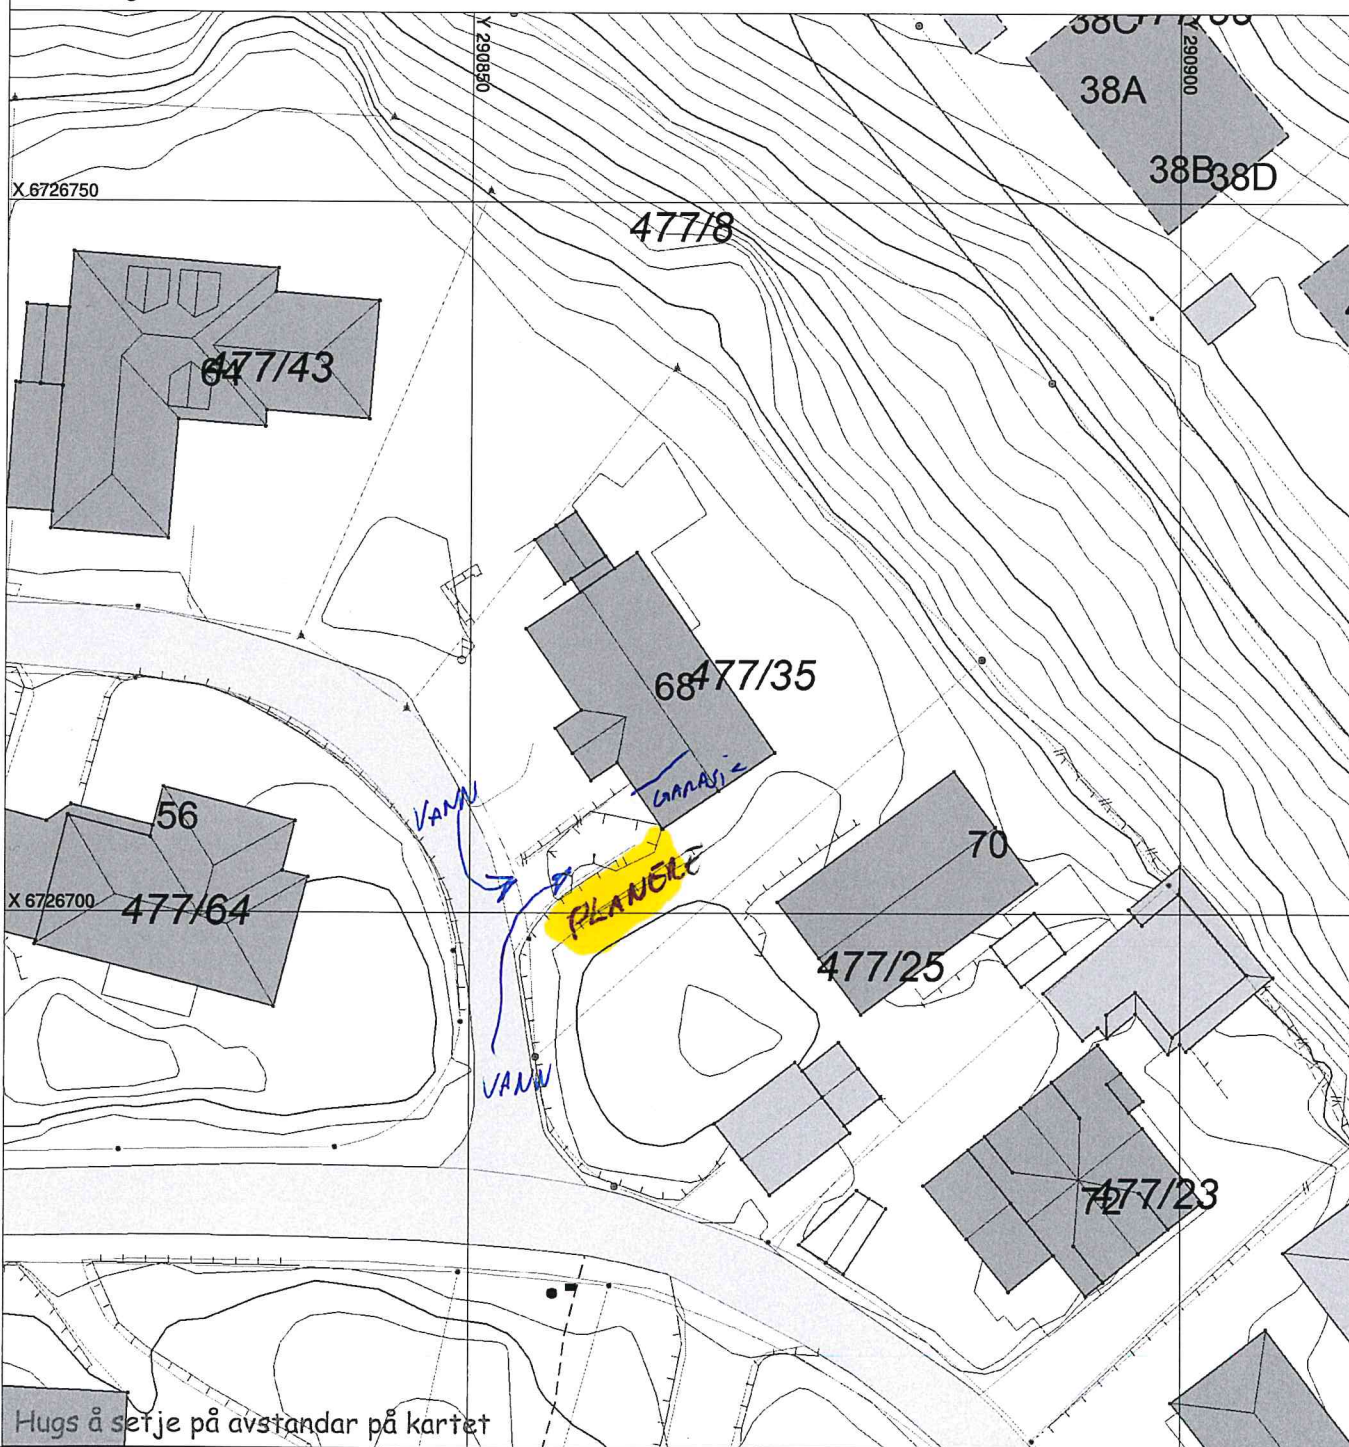 38C
Y 290850
Y 290900
38A
38B 38D
X 6726750
477/8
64 477/43
68 477/35
GARASJE
VANN
56
70
PLANERE
X 6726700
477/64
477/25
VANN
72 477/23
Hugs å setje på avstandar på kartet